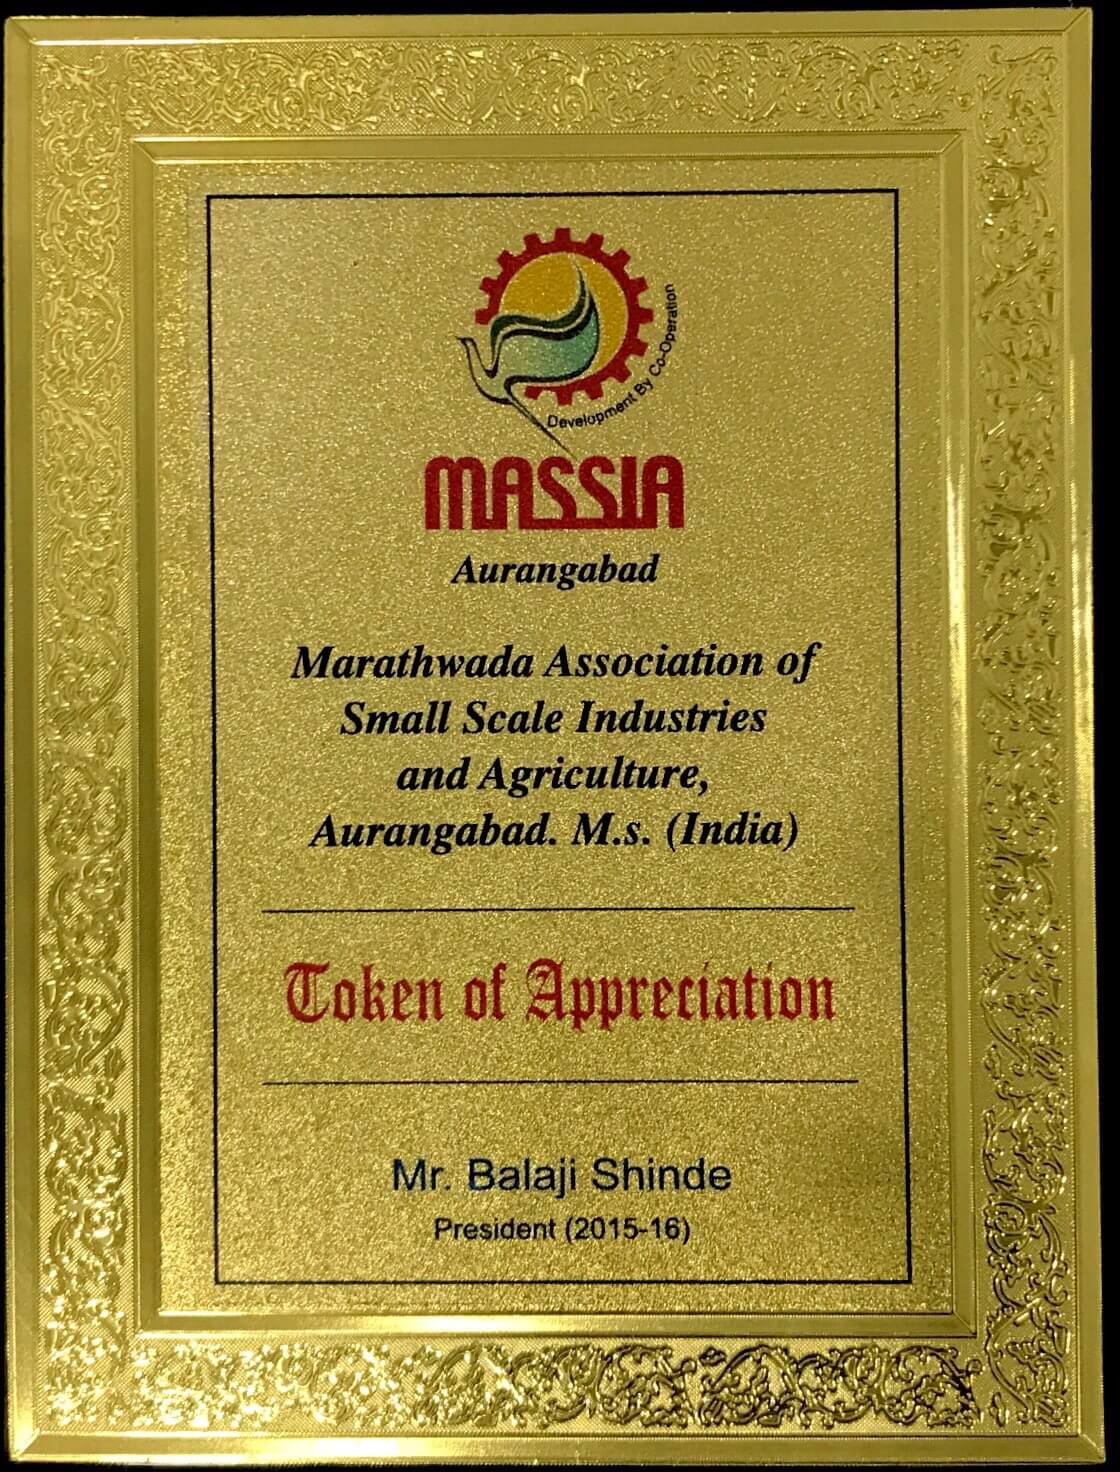 Development By Co-Operation
MASSIA
Aurangabad
Marathwada Association of
Small Scale Industries
and Agriculture,
Aurangabad. M.s. (India)
Token of Appreciation
Mr. Balaji Shinde
President (2015-16)